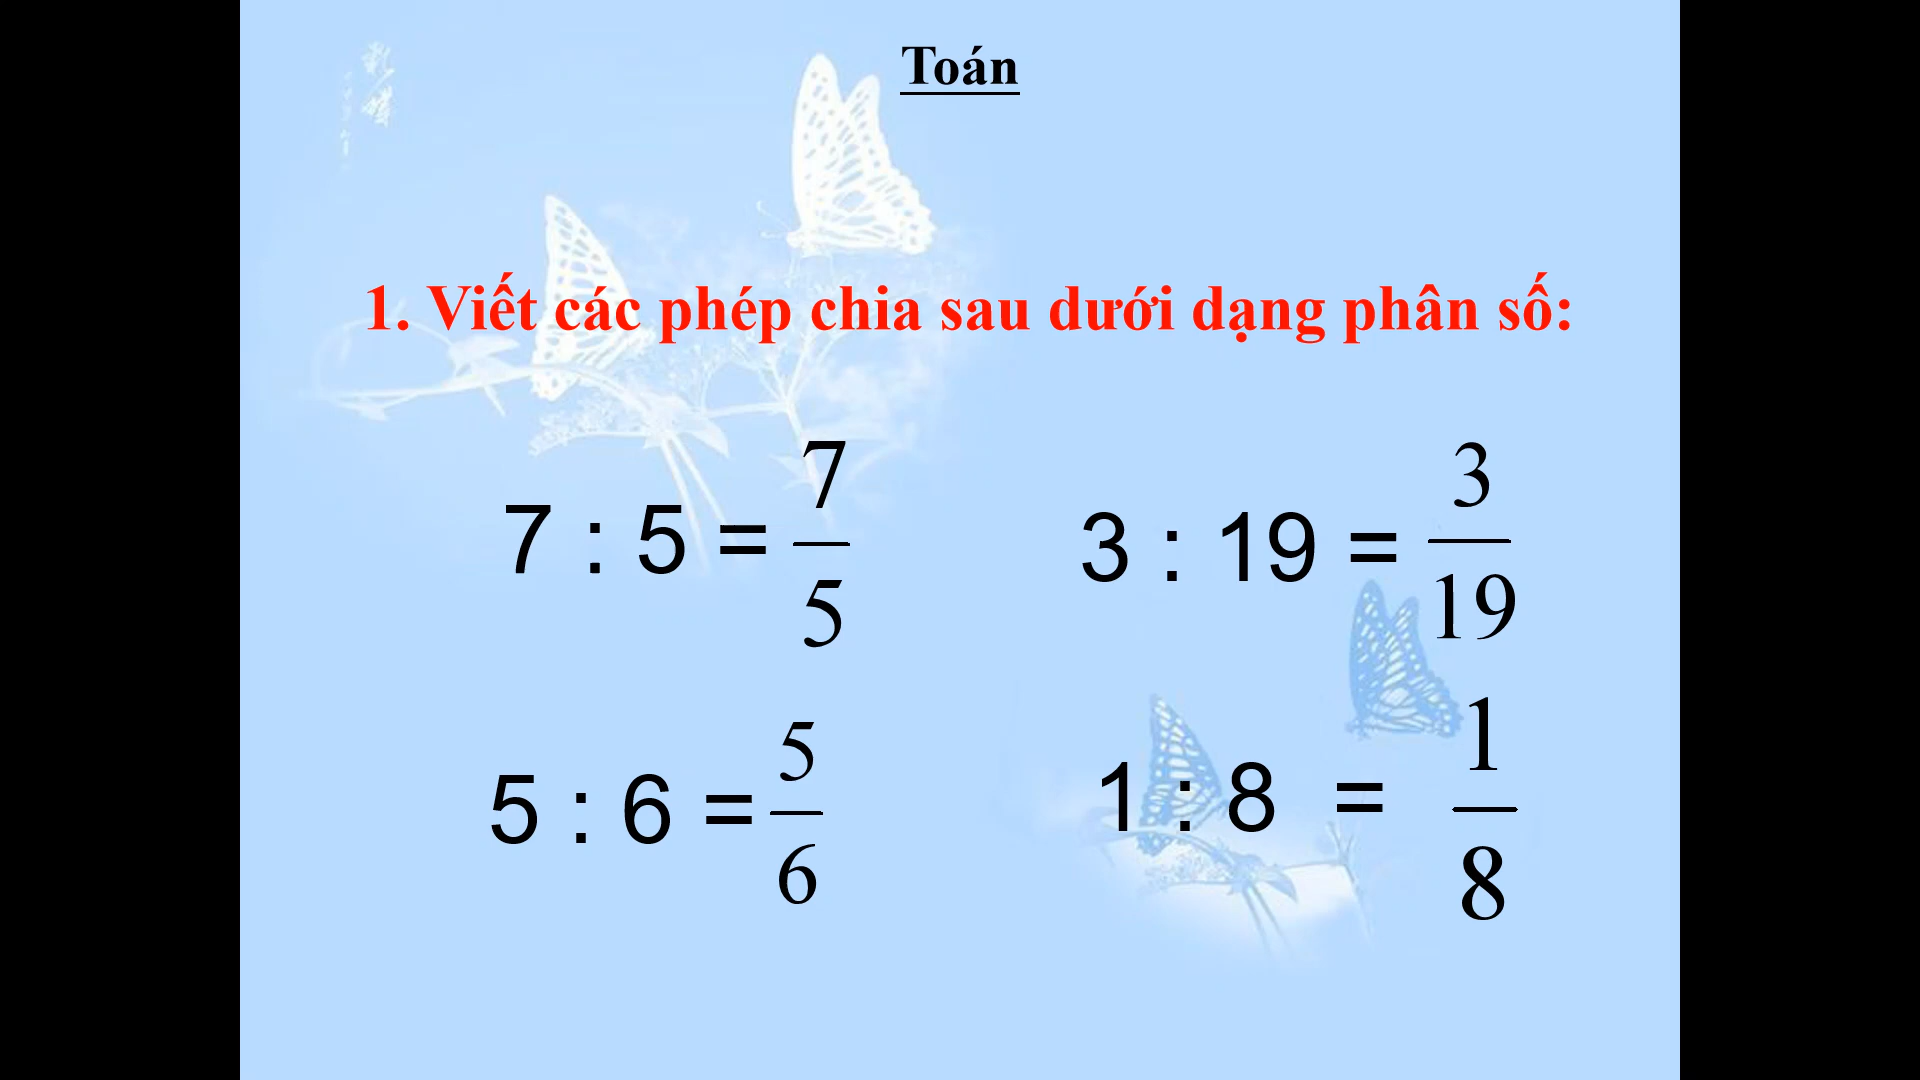 Toán
1. Viết các phép chia sau dưới dạng phân số:
7 : 5 = 7/5
3 : 19 = 3/19
5 : 6 = 5/6
1 : 8 = 1/8